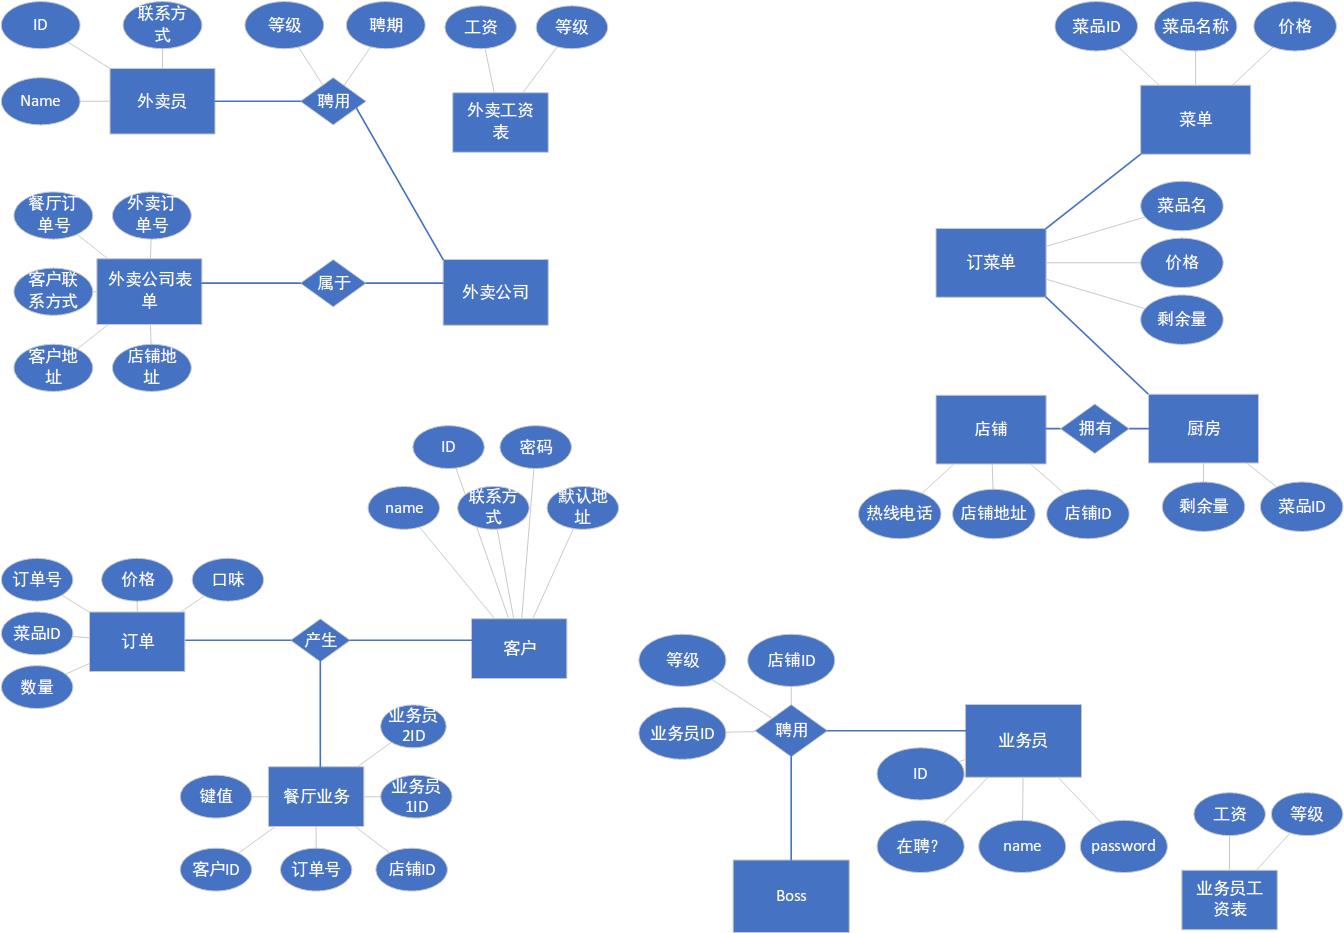 ID
联系方
式
Name
外卖员
等级
聘期
聘用
工资
等级
外卖工资
表
餐厅订
单号
外卖订
单号
客户联
系方式
外卖公司表
单
客户地
址
店铺地
址
属于
外卖公司
菜品ID
菜品名称
价格
菜单
订菜单
菜品名
价格
剩余量
店铺
拥有
厨房
热线电话
店铺地址
店铺ID
剩余量
菜品ID
ID
密码
name
联系方
式
默认地
址
订单号
价格
口味
菜品ID
订单
数量
产生
客户
业务员
2ID
键值
餐厅业务
业务员
1ID
客户ID
订单号
店铺ID
等级
店铺ID
业务员ID
聘用
业务员
ID
在聘?
name
password
Boss
工资
等级
业务员工
资表